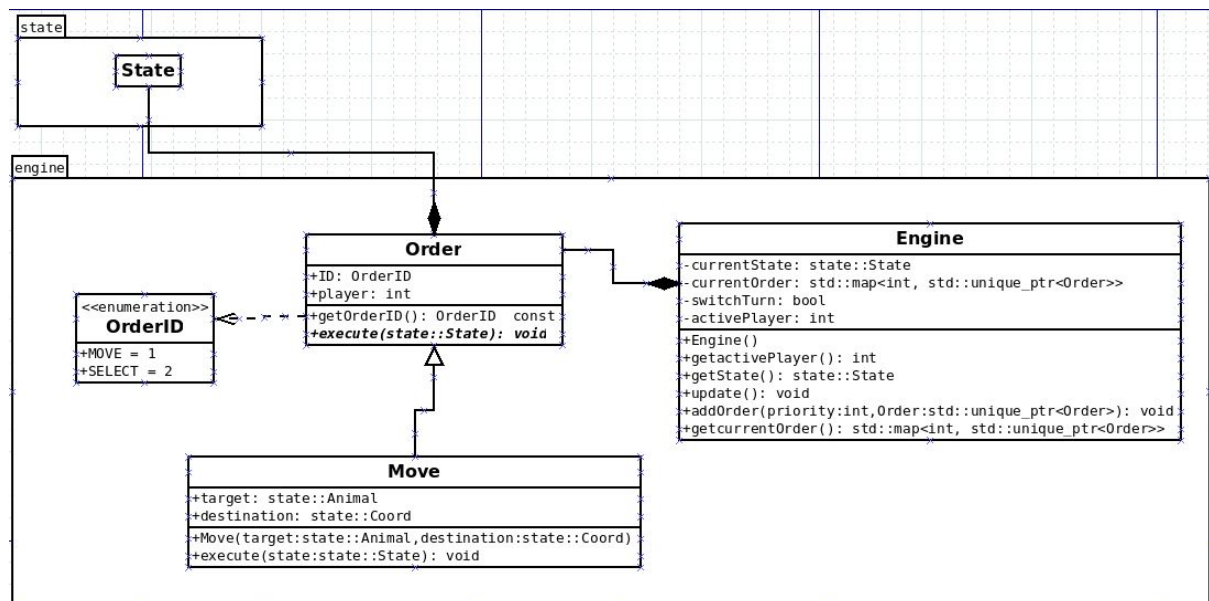 state
State
engine
Order
+ID: OrderID
+player: int
+getOrderID(): OrderID  const
+execute(state::State): void
<<enumeration>>
OrderID
+MOVE = 1
+SELECT = 2
Engine
-currentState: state::State
-currentOrder: std::map<int, std::unique_ptr<Order>>
-switchTurn: bool
-activePlayer: int
+Engine()
+getactivePlayer(): int
+getState(): state::State
+update(): void
+addOrder(priority:int,Order:std::unique_ptr<Order>): void
+getcurrentOrder(): std::map<int, std::unique_ptr<Order>>
Move
+target: state::Animal
+destination: state::Coord
+Move(target:state::Animal,destination:state::Coord)
+execute(state:state::State): void